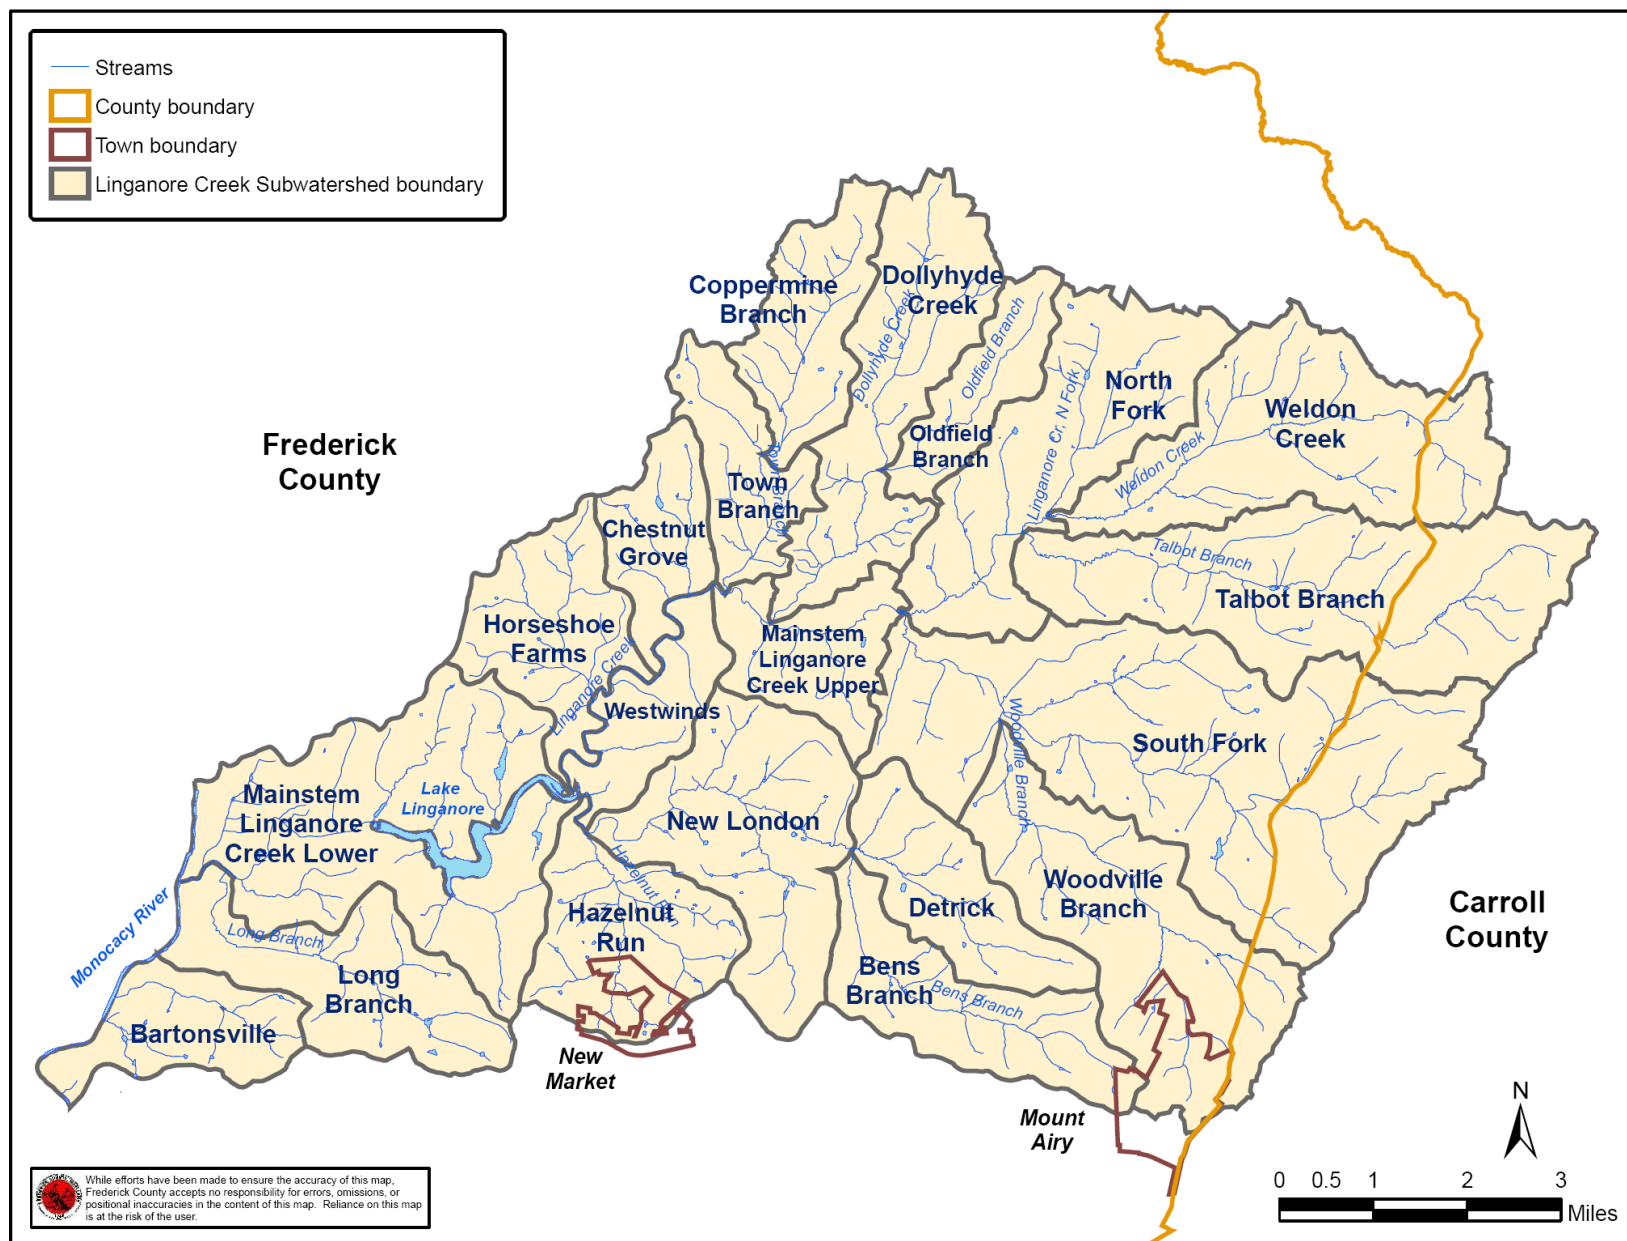 Streams
County boundary
Town boundary
Linganore Creek Subwatershed boundary
Coppermine
Branch
Dollyhyde
Creek
Dollyhyde Creek
Oldfield Branch
Linganore Cr, N Fork
North
Fork
Weldon
Creek
Weldon Creek
Frederick
County
Oldfield
Branch
Town
Branch
Town Branch
Chestnut
Grove
Talbot Branch
Talbot Branch
Horseshoe
Farms
Linganore Creek
Mainstem
Linganore
Creek Upper
Westwinds
Woodville Branch
South Fork
Lake
Linganore
Mainstem
Linganore
Creek Lower
New London
Hazelnut Run
Hazelnut
Run
Detrick
Woodville
Branch
Carroll
County
Monocacy River
Long Branch
Long
Branch
Bens
Branch
Bens Branch
Bartonsville
New
Market
Mount
Airy
N
0 0.5 1 2 3
Miles
While efforts have been made to ensure the accuracy of this map,
Frederick County accepts no responsibility for errors, omissions, or
positional inaccuracies in the content of this map. Reliance on this map
is at the risk of the user.